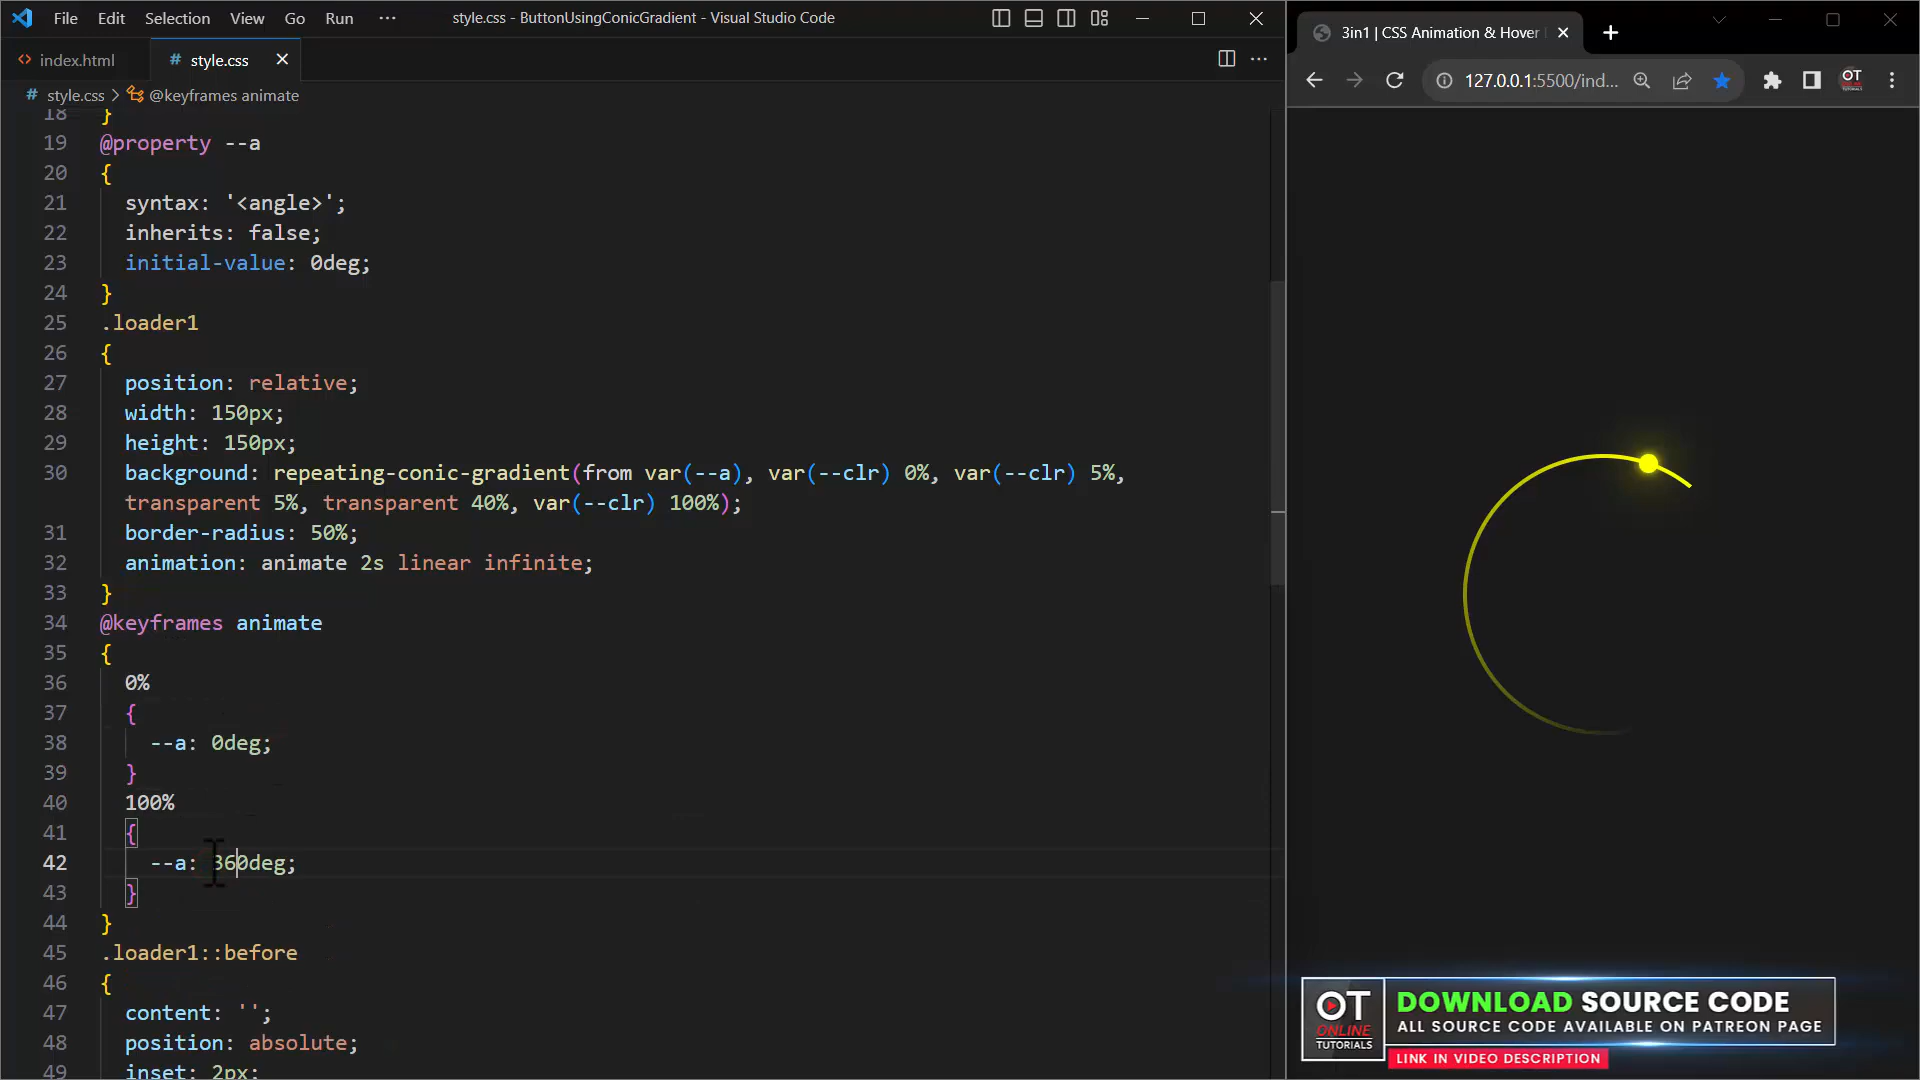 File Edit Selection View Go Run ··· style.css - ButtonUsingConicGradient - Visual Studio Code
index.html # style.css
# style.css > @keyframes animate
18 }
19 @property --a
20 {
21 syntax: '<angle>';
22 inherits: false;
23 initial-value: 0deg;
24 }
25 .loader1
26 {
27 position: relative;
28 width: 150px;
29 height: 150px;
30 background: repeating-conic-gradient(from var(--a), var(--clr) 0%, var(--clr) 5%,
transparent 5%, transparent 40%, var(--clr) 100%);
31 border-radius: 50%;
32 animation: animate 2s linear infinite;
33 }
34 @keyframes animate
35 {
36 0%
37 {
38 --a: 0deg;
39 }
40 100%
41 {
42 --a: 360deg;
43 }
44 }
45 .loader1::before
46 {
47 content: '';
48 position: absolute;
49 inset: 2px;
3in1 | CSS Animation & Hover
127.0.0.1:5500/ind...
OT
OT
ONLINE
TUTORIALS
DOWNLOAD SOURCE CODE
ALL SOURCE CODE AVAILABLE ON PATREON PAGE
LINK IN VIDEO DESCRIPTION